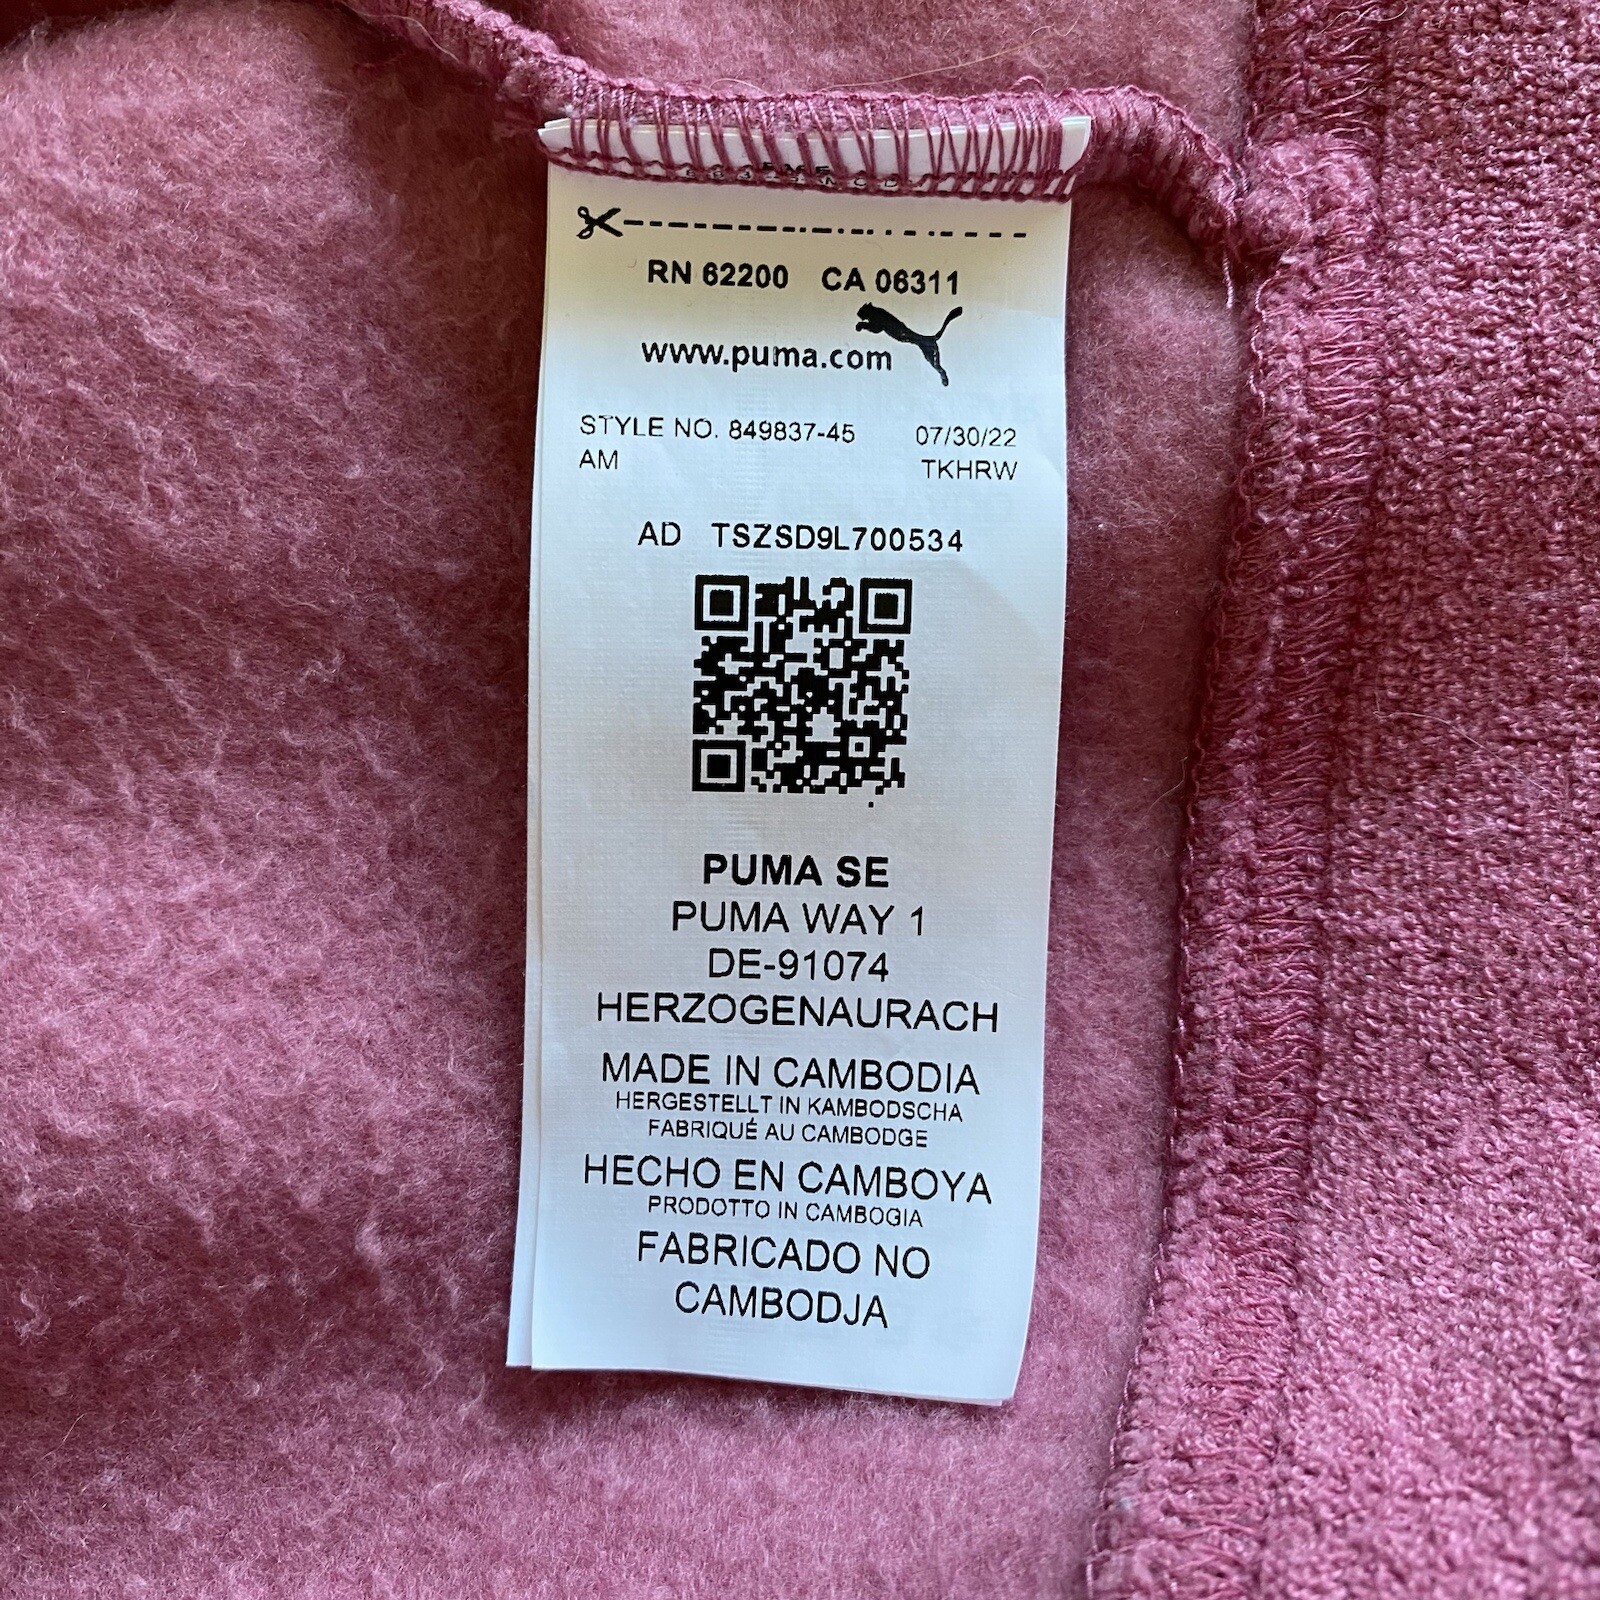 RN 62200 CA 06311
www.puma.com
STYLE NO. 849837-45 07/30/22
AM TKHRW
AD TSZSD9L700534
PUMA SE
PUMA WAY 1
DE-91074
HERZOGENAURACH
MADE IN CAMBODIA
HERGESTELLT IN KAMBODSCHA
FABRIQUÉ AU CAMBODGE
HECHO EN CAMBOYA
PRODOTTO IN CAMBOGIA
FABRICADO NO
CAMBODJA